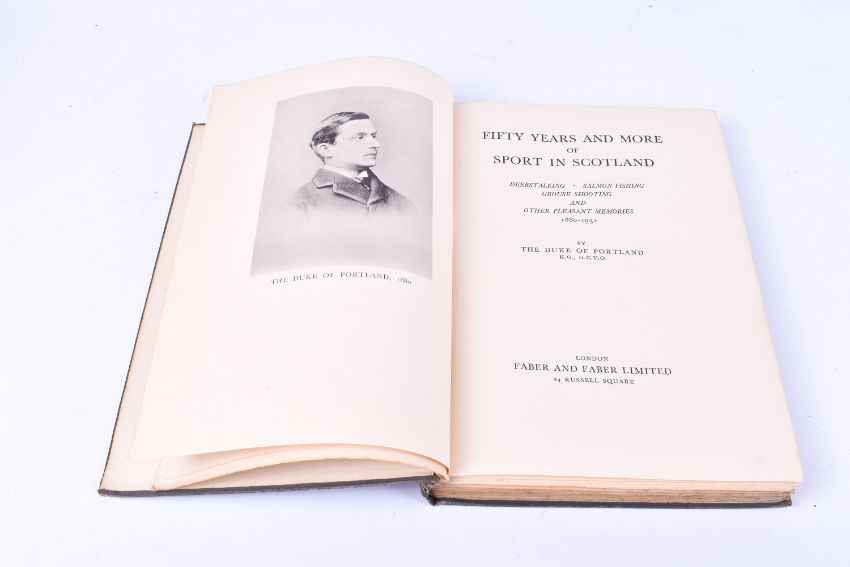 THE DUKE OF PORTLAND, 1880
FIFTY YEARS AND MORE
OF
SPORT IN SCOTLAND
DEERSTALKING · SALMON FISHING
GROUSE SHOOTING
AND
OTHER PLEASANT MEMORIES
1880-1932
BY
THE DUKE OF PORTLAND
K.G., G.C.V.O.
LONDON
FABER AND FABER LIMITED
24 RUSSELL SQUARE